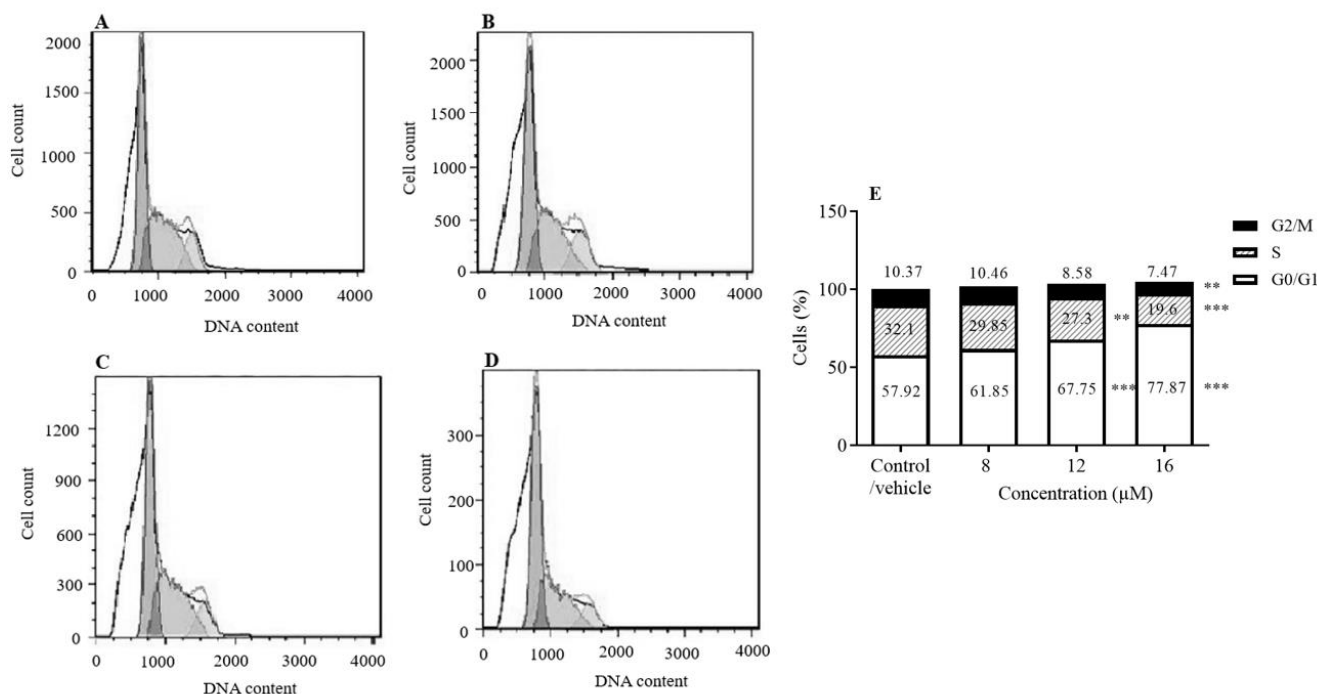 A
2000
1500
1000
500
0
Cell count
0 1000 2000 3000 4000
DNA content
B
2000
1500
1000
500
0
Cell count
0 1000 2000 3000 4000
DNA content
C
1200
900
600
300
0
Cell count
0 1000 2000 3000 4000
DNA content
D
300
200
100
0
Cell count
0 1000 2000 3000 4000
DNA content
E
150
100
50
0
Cells (%)
10.37 10.46 8.58 7.47
**
32.1 29.85 27.3 ** 19.6 ***
57.92 61.85 67.75 *** 77.87 ***
Control
/vehicle
8 12 16
Concentration (µM)
G2/M
S
G0/G1